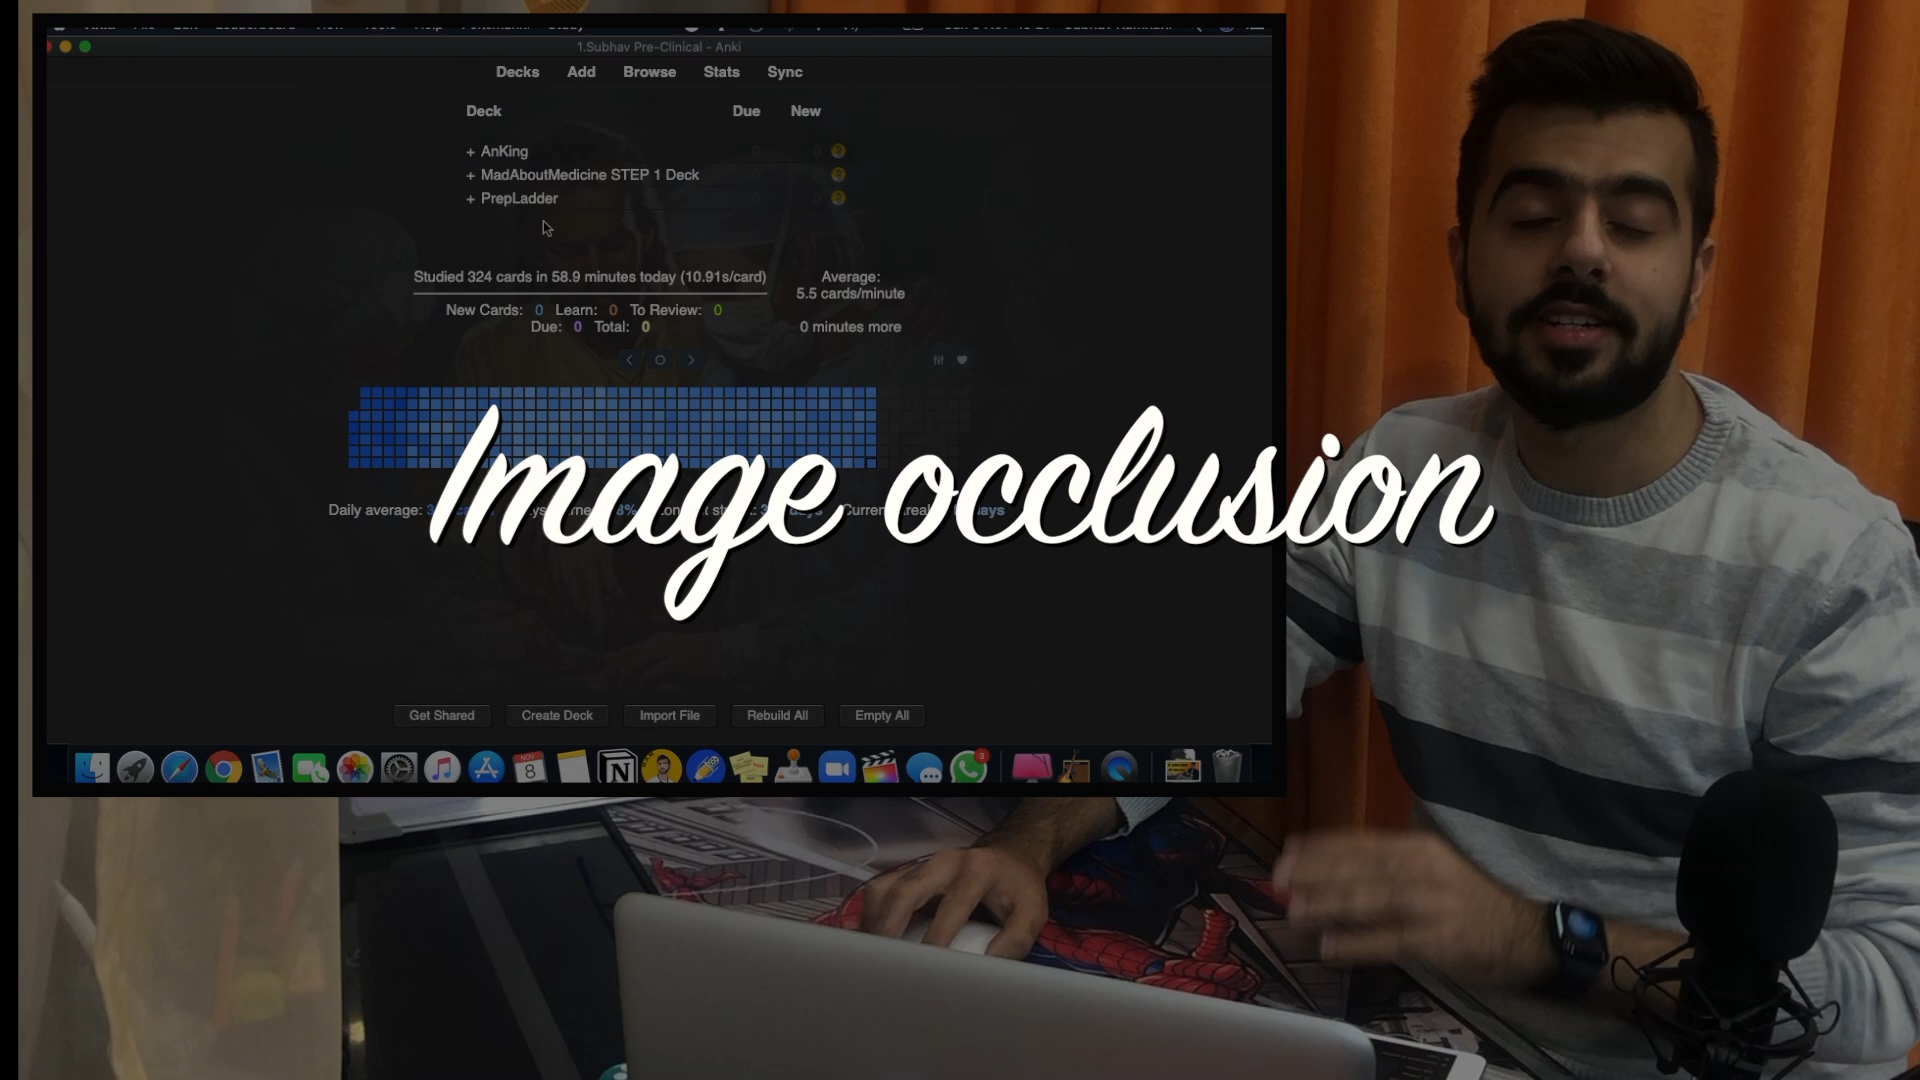 1.Subhav Pre-Clinical - Anki
Decks Add Browse Stats Sync
Deck Due New
+ AnKing
+ MadAboutMedicine STEP 1 Deck
+ PrepLadder
Studied 324 cards in 58.9 minutes today (10.91s/card)
Average:
5.5 cards/minute
New Cards: 0 Learn: 0 To Review: 0
Due: 0 Total: 0
0 minutes more
Image occlusion
Daily average:
Get Shared Create Deck Import File Rebuild All Empty All
NOV
8
N
3